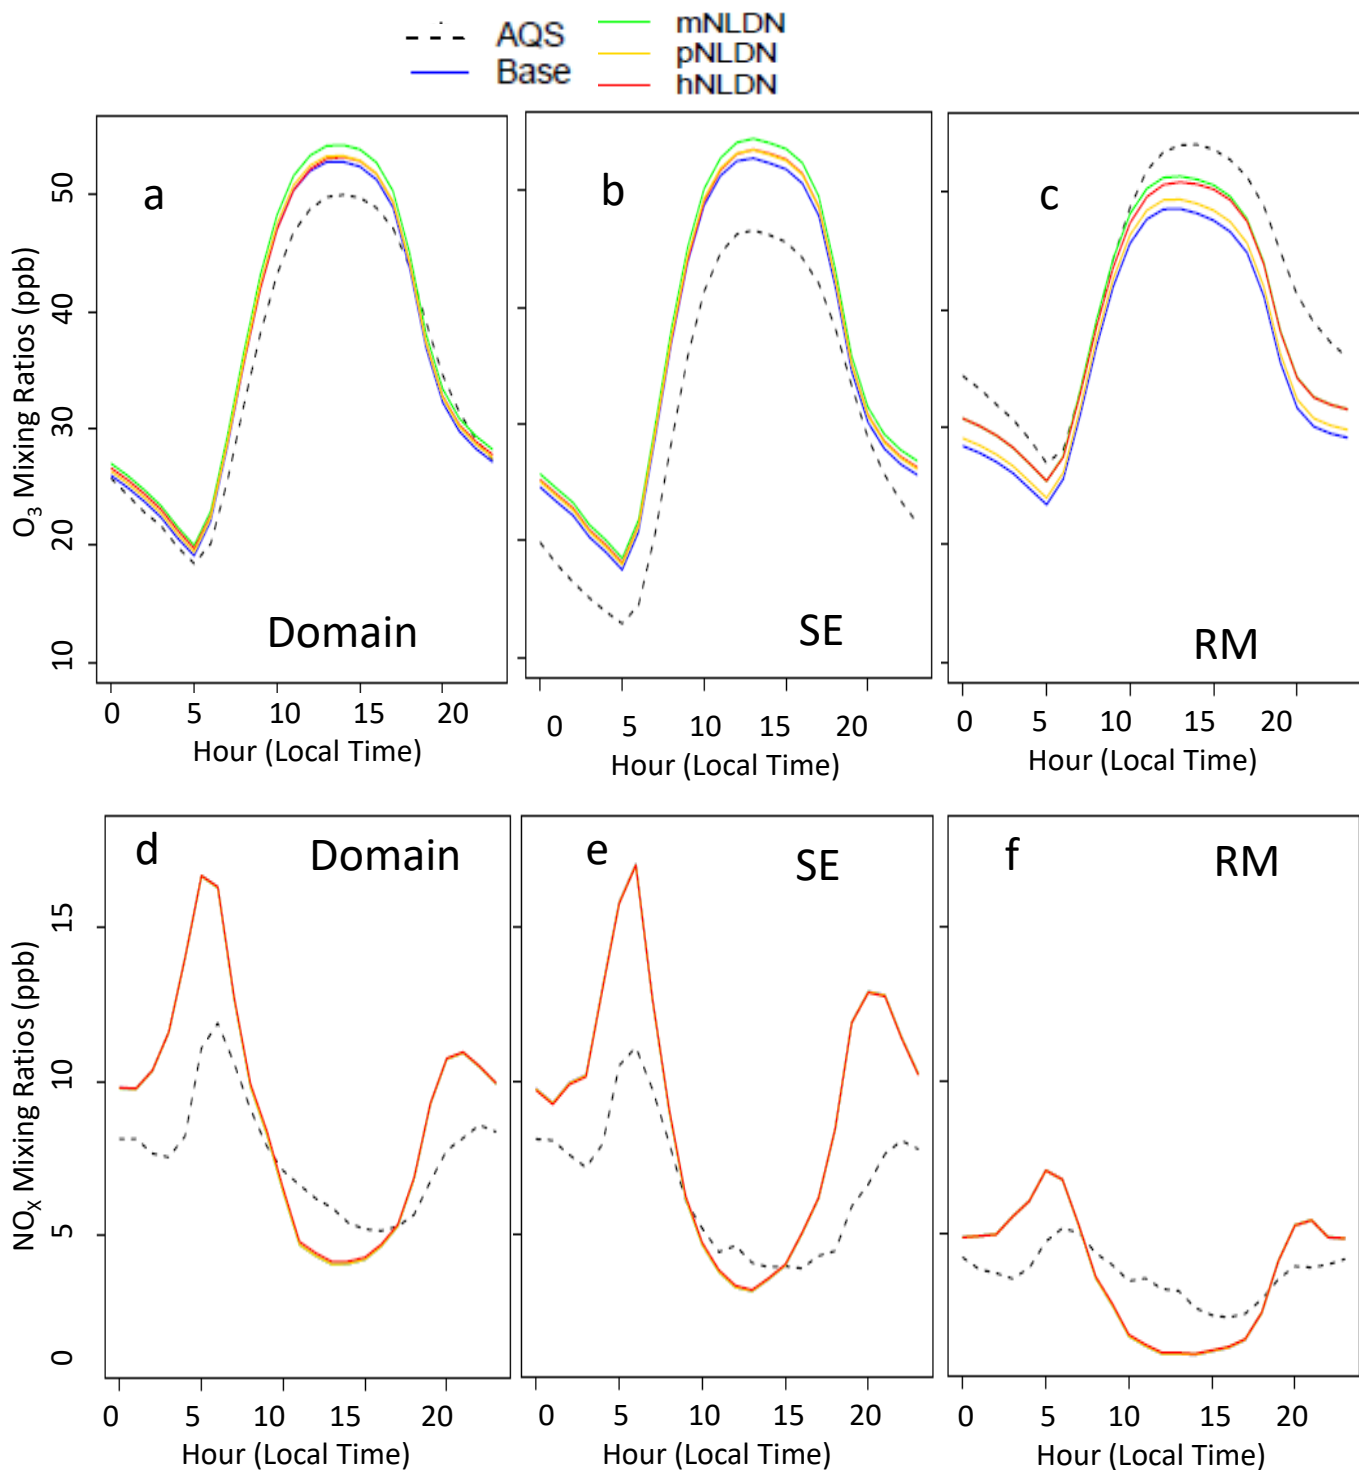 AQS
Base
mNLDN
pNLDN
hNLDN
O3 Mixing Ratios (ppb)
10 20 30 40 50
a
Domain
0 5 10 15 20
Hour (Local Time)
b
SE
0 5 10 15 20
Hour (Local Time)
c
RM
0 5 10 15 20
Hour (Local Time)
NOX Mixing Ratios (ppb)
0 5 10 15
d
Domain
0 5 10 15 20
Hour (Local Time)
e
SE
0 5 10 15 20
Hour (Local Time)
f
RM
0 5 10 15 20
Hour (Local Time)